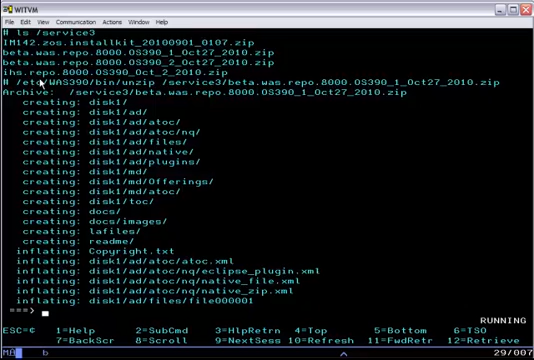 WITVM
File Edit View Communication Actions Window Help
# ls /service3
IM142.zos.installkit_20100901_0107.zip
beta.was.repo.8000.OS390_1_Oct27_2010.zip
beta.was.repo.8000.OS390_2_Oct27_2010.zip
ihs.repo.8000.OS390_Oct_2_2010.zip
# /etc/WAS390/bin/unzip /service3/beta.was.repo.8000.OS390_1_Oct27_2010.zip
Archive: /service3/beta.was.repo.8000.OS390_1_Oct27_2010.zip
creating: disk1/
creating: disk1/ad/
creating: disk1/ad/atoc/
creating: disk1/ad/atoc/nq/
creating: disk1/ad/files/
creating: disk1/ad/native/
creating: disk1/ad/plugins/
creating: disk1/md/
creating: disk1/md/Offerings/
creating: disk1/md/atoc/
creating: disk1/toc/
creating: docs/
creating: docs/images/
creating: lafiles/
creating: readme/
inflating: Copyright.txt
inflating: disk1/ad/atoc/atoc.xml
inflating: disk1/ad/atoc/nq/eclipse_plugin.xml
inflating: disk1/ad/atoc/nq/native_file.xml
inflating: disk1/ad/atoc/nq/native_zip.xml
inflating: disk1/ad/files/file000001
===>
RUNNING
ESC=¢ 1=Help 2=SubCmd 3=HlpRetrn 4=Top 5=Bottom 6=TSO
7=BackScr 8=Scroll 9=NextSess 10=Refresh 11=FwdRetr 12=Retrieve
b 29/007